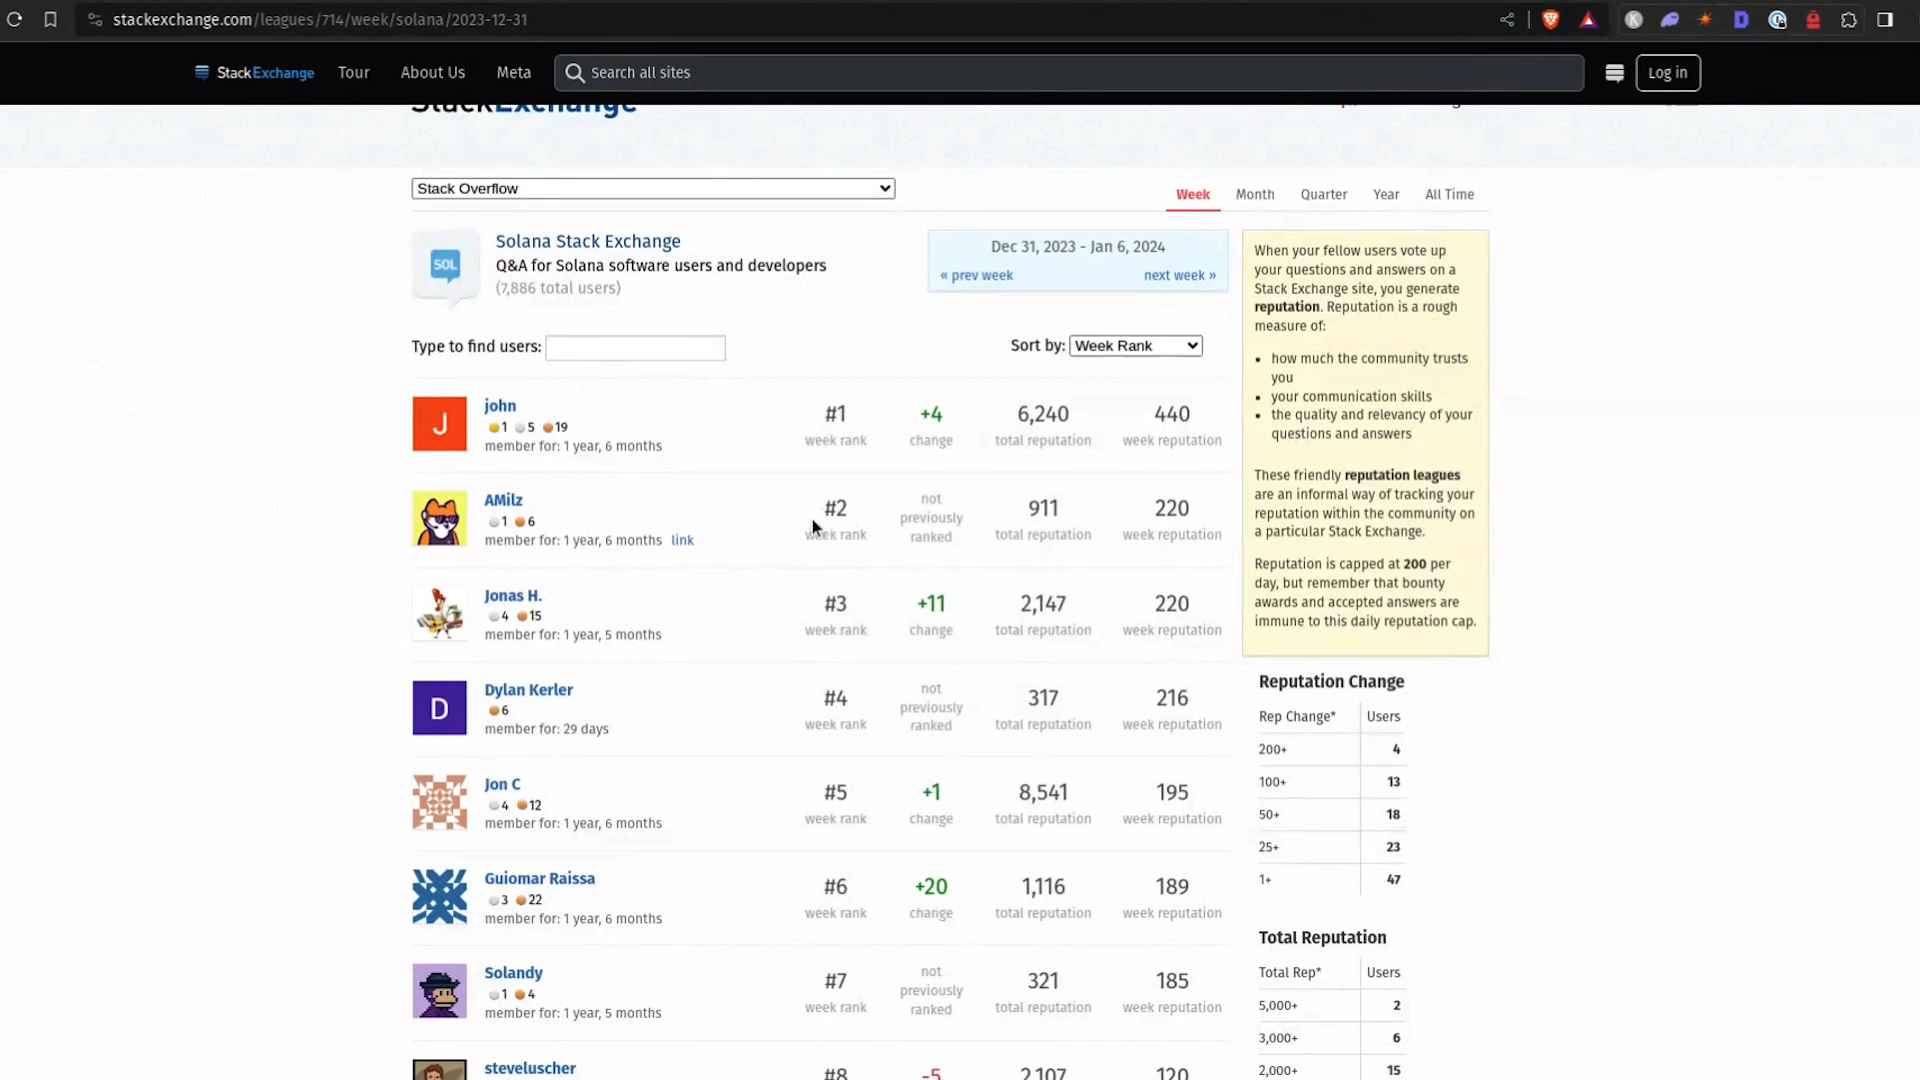 stackexchange.com/leagues/714/week/solana/2023-12-31
StackExchange
Tour
About Us
Meta
Search all sites
Log in
StackExchange
Stack Overflow
Week
Month
Quarter
Year
All Time
SOL
Solana Stack Exchange
Q&A for Solana software users and developers
(7,886 total users)
Dec 31, 2023 - Jan 6, 2024
« prev week
next week »
Type to find users:
Sort by:
Week Rank
J
john
1 5 19
member for: 1 year, 6 months
#1
week rank
+4
change
6,240
total reputation
440
week reputation
AMilz
1 6
member for: 1 year, 6 months link
#2
week rank
not
previously
ranked
911
total reputation
220
week reputation
Jonas H.
4 15
member for: 1 year, 5 months
#3
week rank
+11
change
2,147
total reputation
220
week reputation
D
Dylan Kerler
6
member for: 29 days
#4
week rank
not
previously
ranked
317
total reputation
216
week reputation
Jon C
4 12
member for: 1 year, 6 months
#5
week rank
+1
change
8,541
total reputation
195
week reputation
Guiomar Raissa
3 22
member for: 1 year, 6 months
#6
week rank
+20
change
1,116
total reputation
189
week reputation
Solandy
1 4
member for: 1 year, 5 months
#7
week rank
not
previously
ranked
321
total reputation
185
week reputation
steveluscher
#8
-5
2,107
120
When your fellow users vote up
your questions and answers on a
Stack Exchange site, you generate
reputation. Reputation is a rough
measure of:
• how much the community trusts
you
• your communication skills
• the quality and relevancy of your
questions and answers
These friendly reputation leagues
are an informal way of tracking your
reputation within the community on
a particular Stack Exchange.
Reputation is capped at 200 per
day, but remember that bounty
awards and accepted answers are
immune to this daily reputation cap.
Reputation Change
Rep Change* Users
200+ 4
100+ 13
50+ 18
25+ 23
1+ 47
Total Reputation
Total Rep* Users
5,000+ 2
3,000+ 6
2,000+ 15